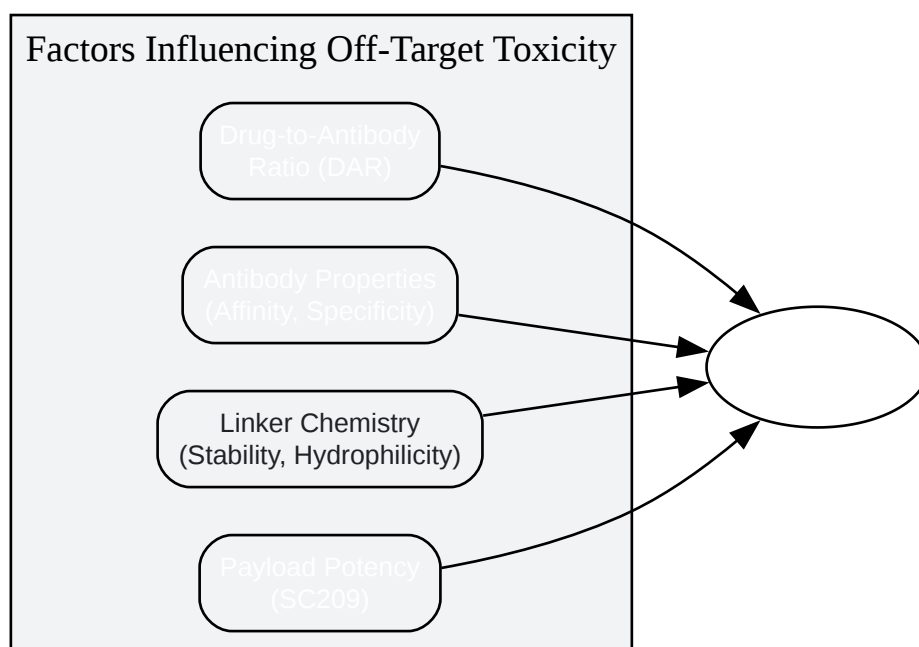 Factors Influencing Off-Target Toxicity
Drug-to-Antibody
Ratio (DAR)
Antibody Properties
(Affinity, Specificity)
Linker Chemistry
(Stability, Hydrophilicity)
Payload Potency
(SC209)